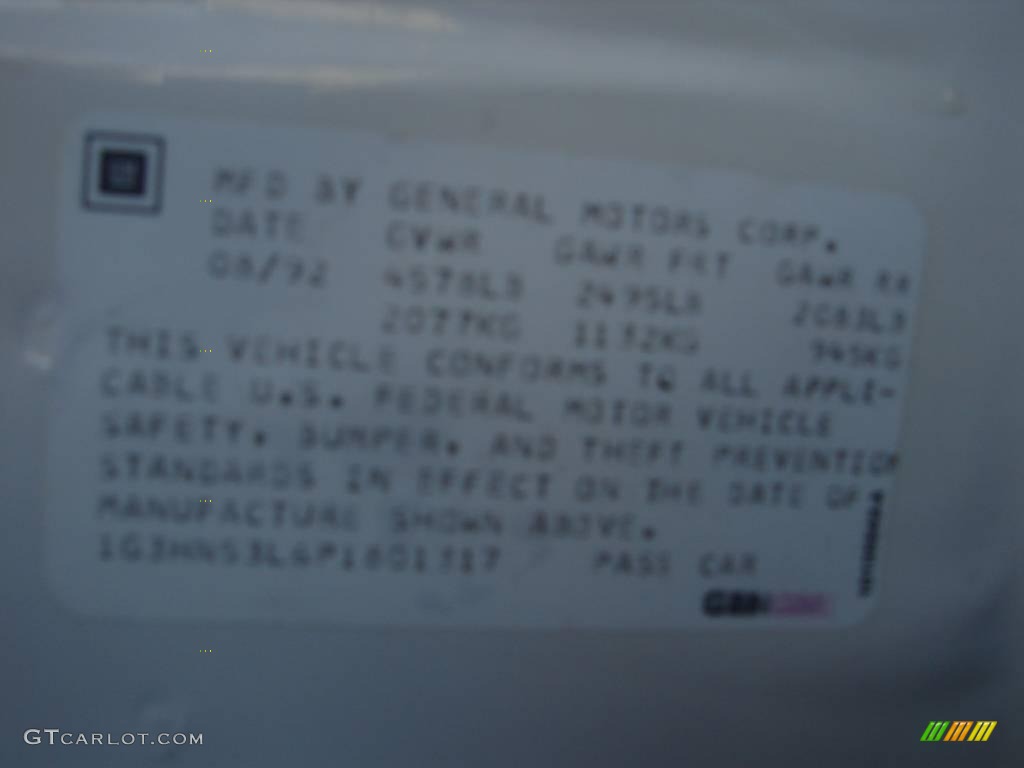 MFD BY GENERAL MOTORS CORP.
DATE GVWR GAWR FRT GAWR RR
08/92 4578LB 2495LB 2083LB
2077KG 1132KG 945KG
THIS VEHICLE CONFORMS TO ALL APPLI-
CABLE U.S. FEDERAL MOTOR VEHICLE
SAFETY, BUMPER, AND THEFT PREVENTION
STANDARDS IN EFFECT ON THE DATE OF
MANUFACTURE SHOWN ABOVE.
PASS CAR
GTCARLOT.COM